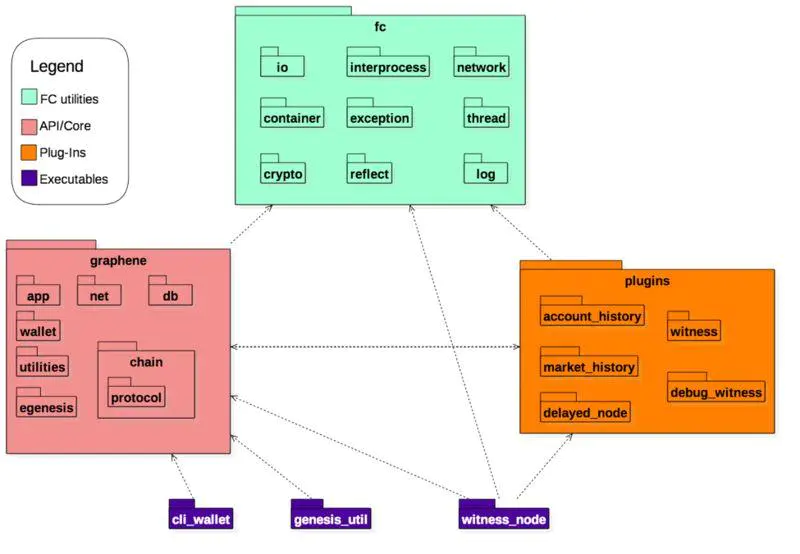 fc
io
interprocess
network
container
exception
thread
crypto
reflect
log
Legend
FC utilities
API/Core
Plug-Ins
Executables
graphene
app
net
db
wallet
utilities
chain
protocol
egenesis
plugins
account_history
witness
market_history
debug_witness
delayed_node
cli_wallet
genesis_util
witness_node